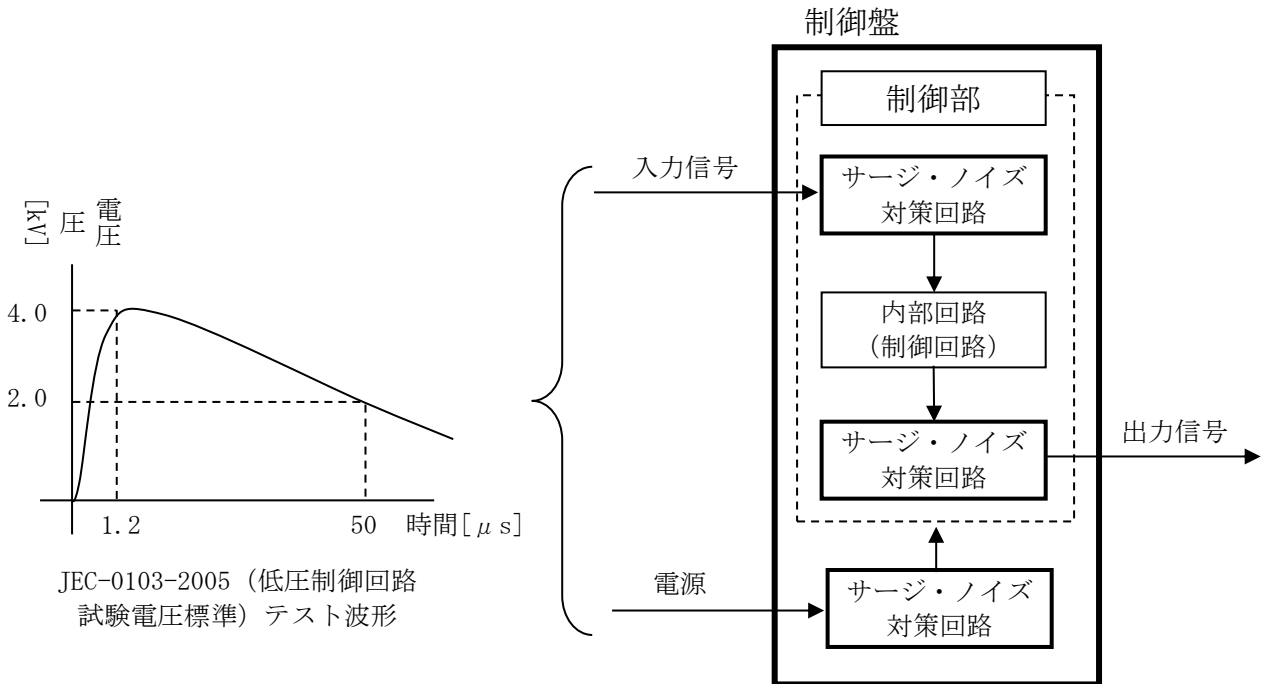 制御盤
制御部
入力信号
サージ・ノイズ
対策回路
電圧
圧
[kV]
4.0
2.0
1.2
50
時間[μs]
JEC-0103-2005（低圧制御回路
試験電圧標準）テスト波形
内部回路
（制御回路）
サージ・ノイズ
対策回路
出力信号
電源
サージ・ノイズ
対策回路